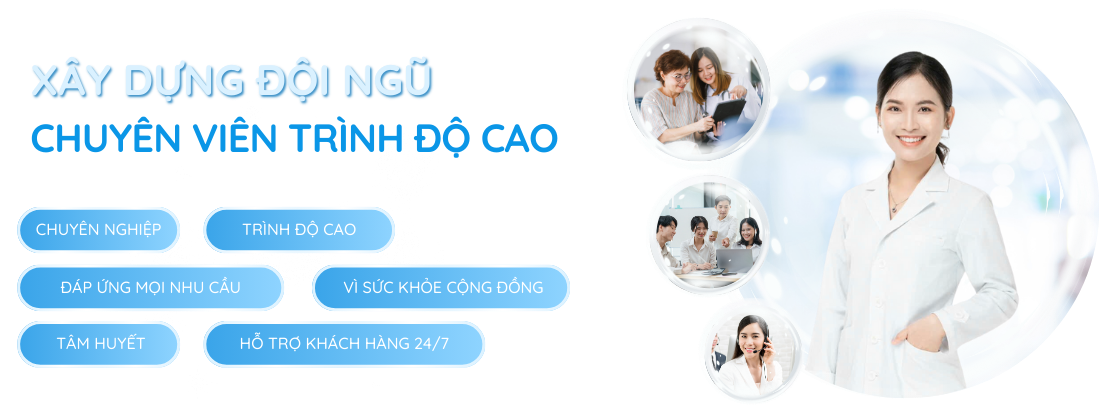 XÂY DỰNG ĐỘI NGŨ
CHUYÊN VIÊN TRÌNH ĐỘ CAO
CHUYÊN NGHIỆP
TRÌNH ĐỘ CAO
ĐÁP ỨNG MỌI NHU CẦU
VÌ SỨC KHỎE CỘNG ĐỒNG
TÂM HUYẾT
HỖ TRỢ KHÁCH HÀNG 24/7